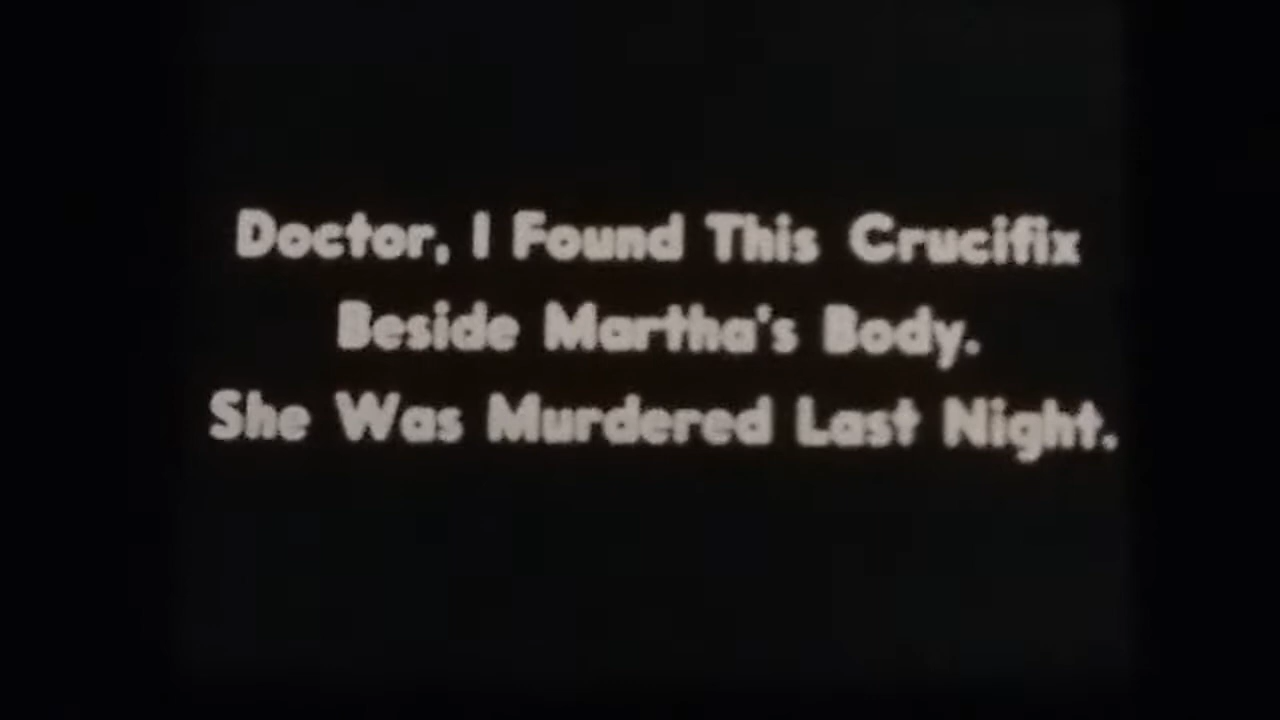 Doctor, I Found This Crucifix
Beside Martha's Body.
She Was Murdered Last Night.